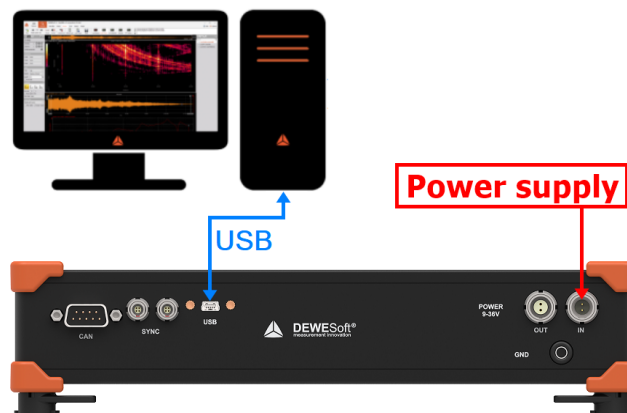 USB
Power supply
CAN
SYNC
USB
DEWESoft®
measurement innovation
POWER
9-36V
OUT
IN
GND